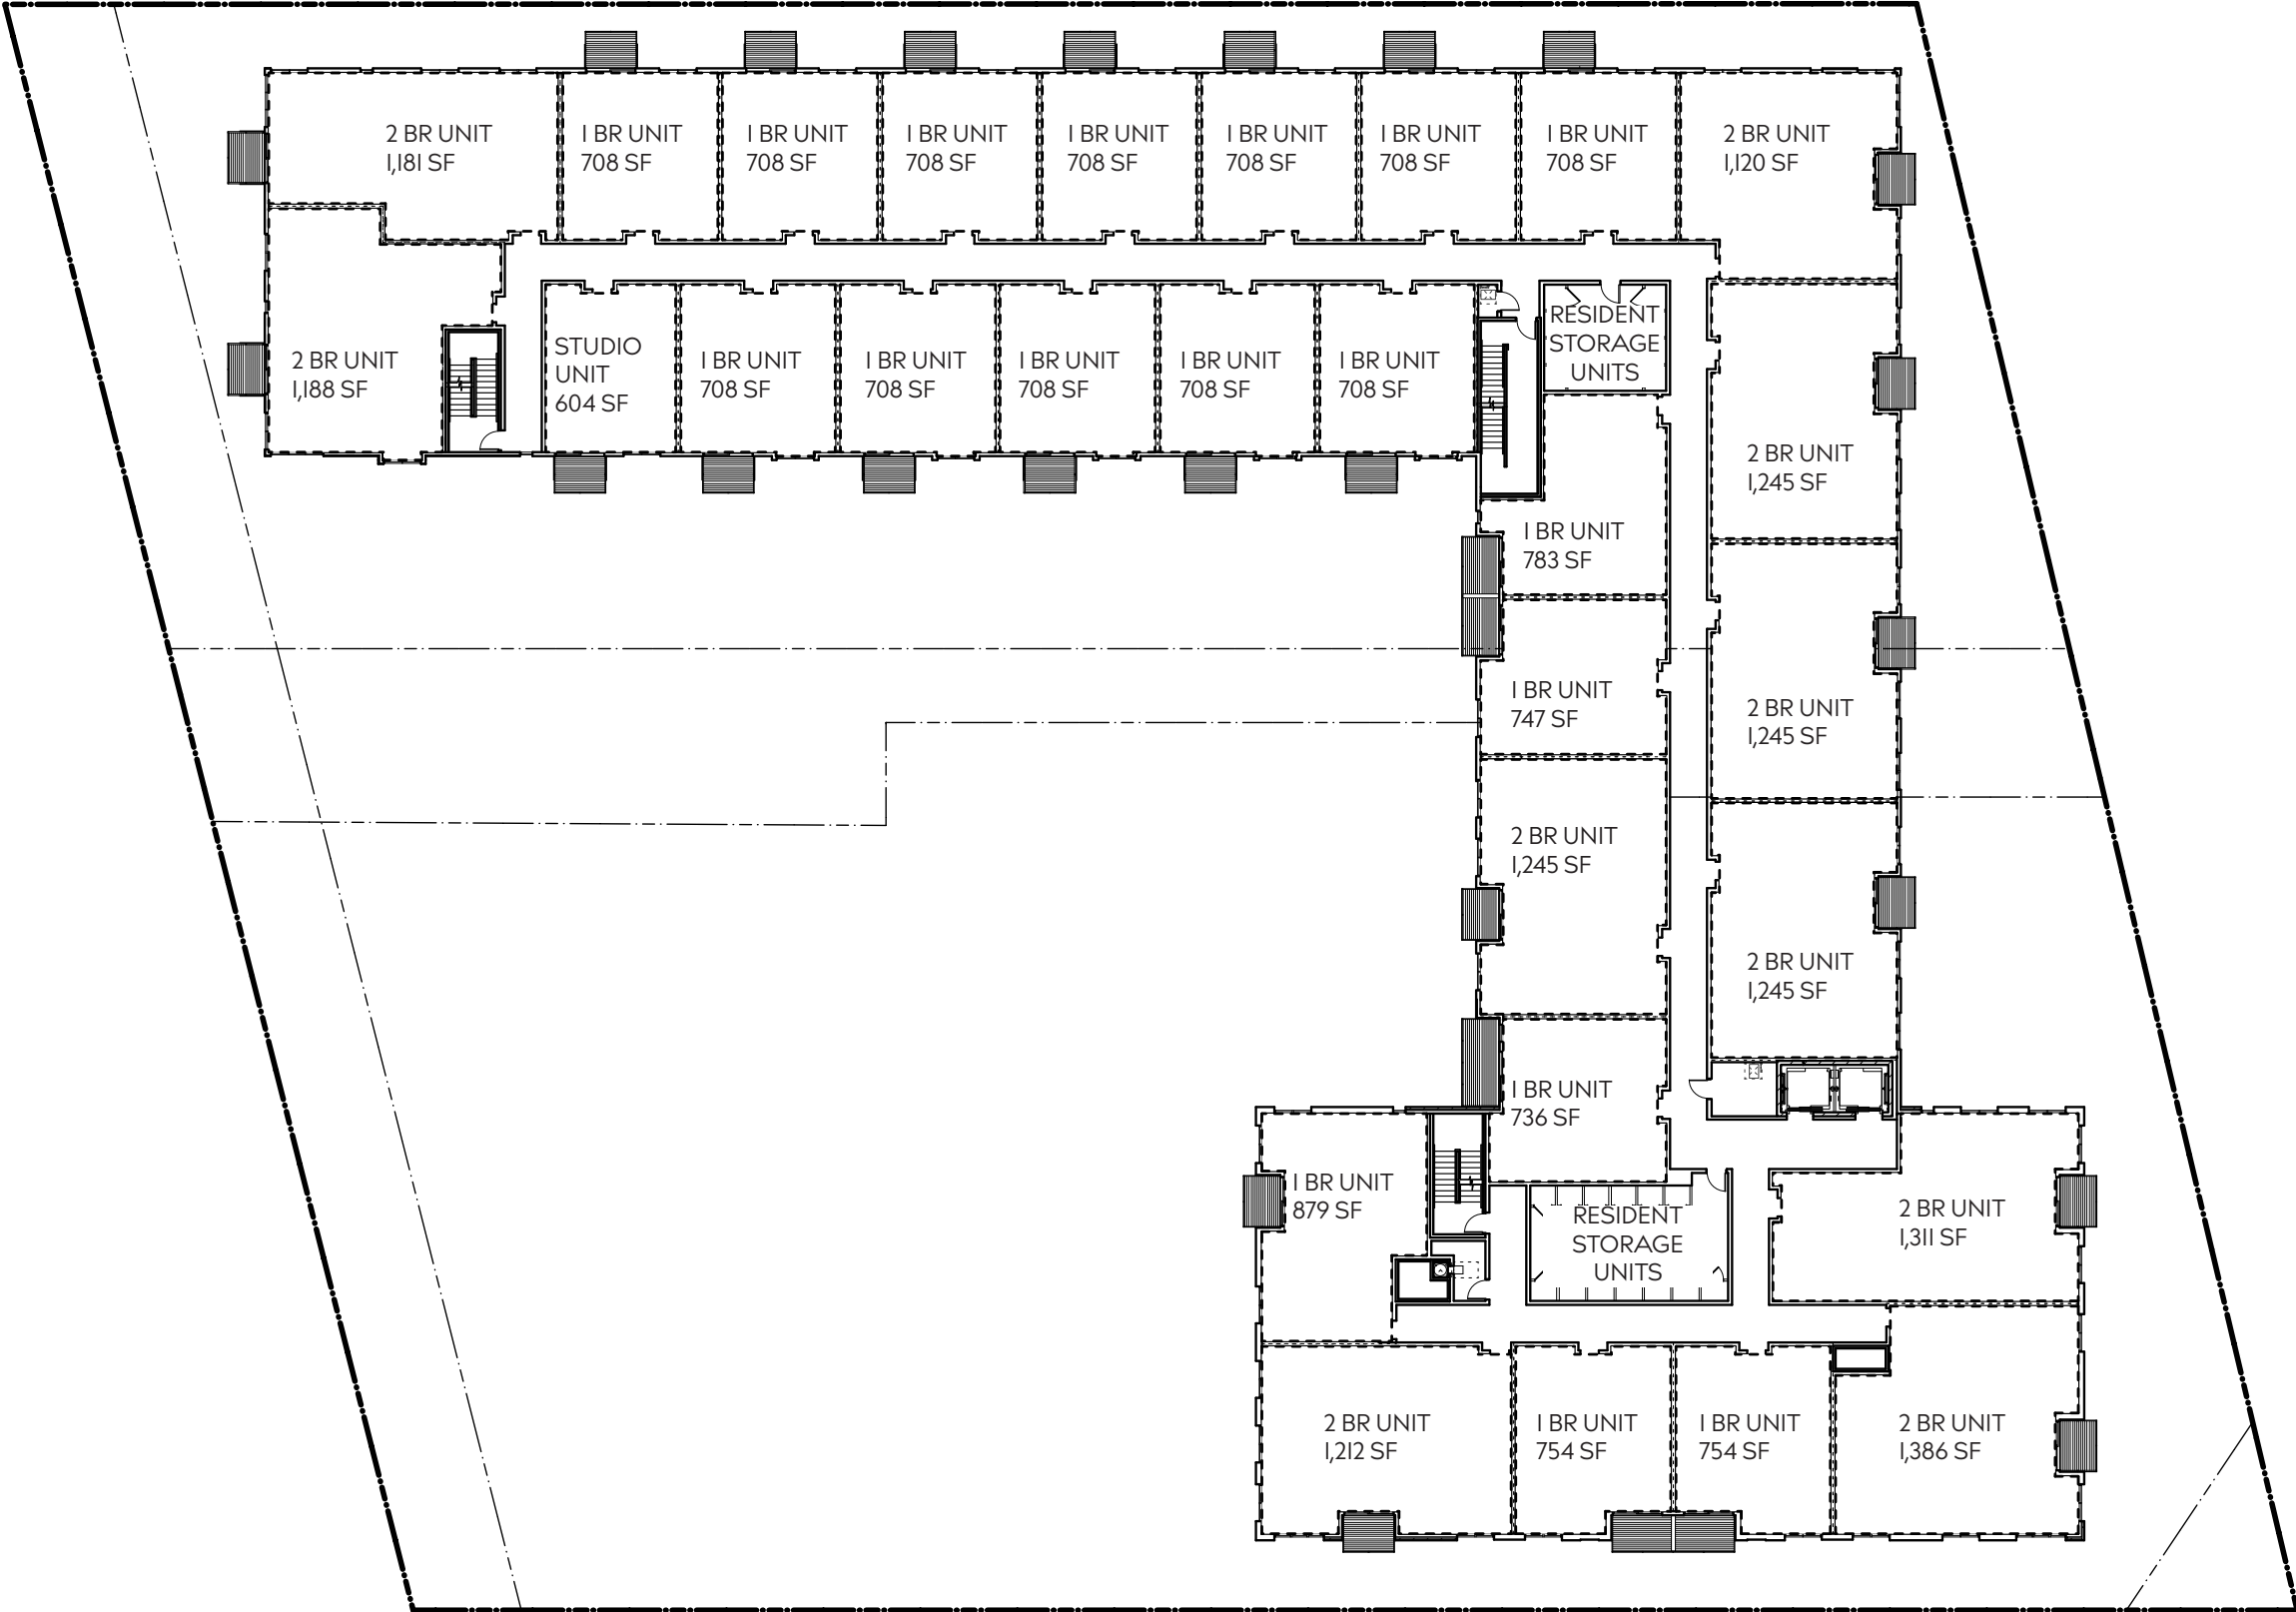 2 BR UNIT
1,181 SF
1 BR UNIT
708 SF
1 BR UNIT
708 SF
1 BR UNIT
708 SF
1 BR UNIT
708 SF
1 BR UNIT
708 SF
1 BR UNIT
708 SF
1 BR UNIT
708 SF
2 BR UNIT
1,120 SF
2 BR UNIT
1,188 SF
STUDIO
UNIT
604 SF
1 BR UNIT
708 SF
1 BR UNIT
708 SF
1 BR UNIT
708 SF
1 BR UNIT
708 SF
1 BR UNIT
708 SF
RESIDENT
STORAGE
UNITS
2 BR UNIT
1,245 SF
1 BR UNIT
783 SF
1 BR UNIT
747 SF
2 BR UNIT
1,245 SF
2 BR UNIT
1,245 SF
2 BR UNIT
1,245 SF
1 BR UNIT
736 SF
1 BR UNIT
879 SF
RESIDENT
STORAGE
UNITS
2 BR UNIT
1,311 SF
2 BR UNIT
1,212 SF
1 BR UNIT
754 SF
1 BR UNIT
754 SF
2 BR UNIT
1,386 SF